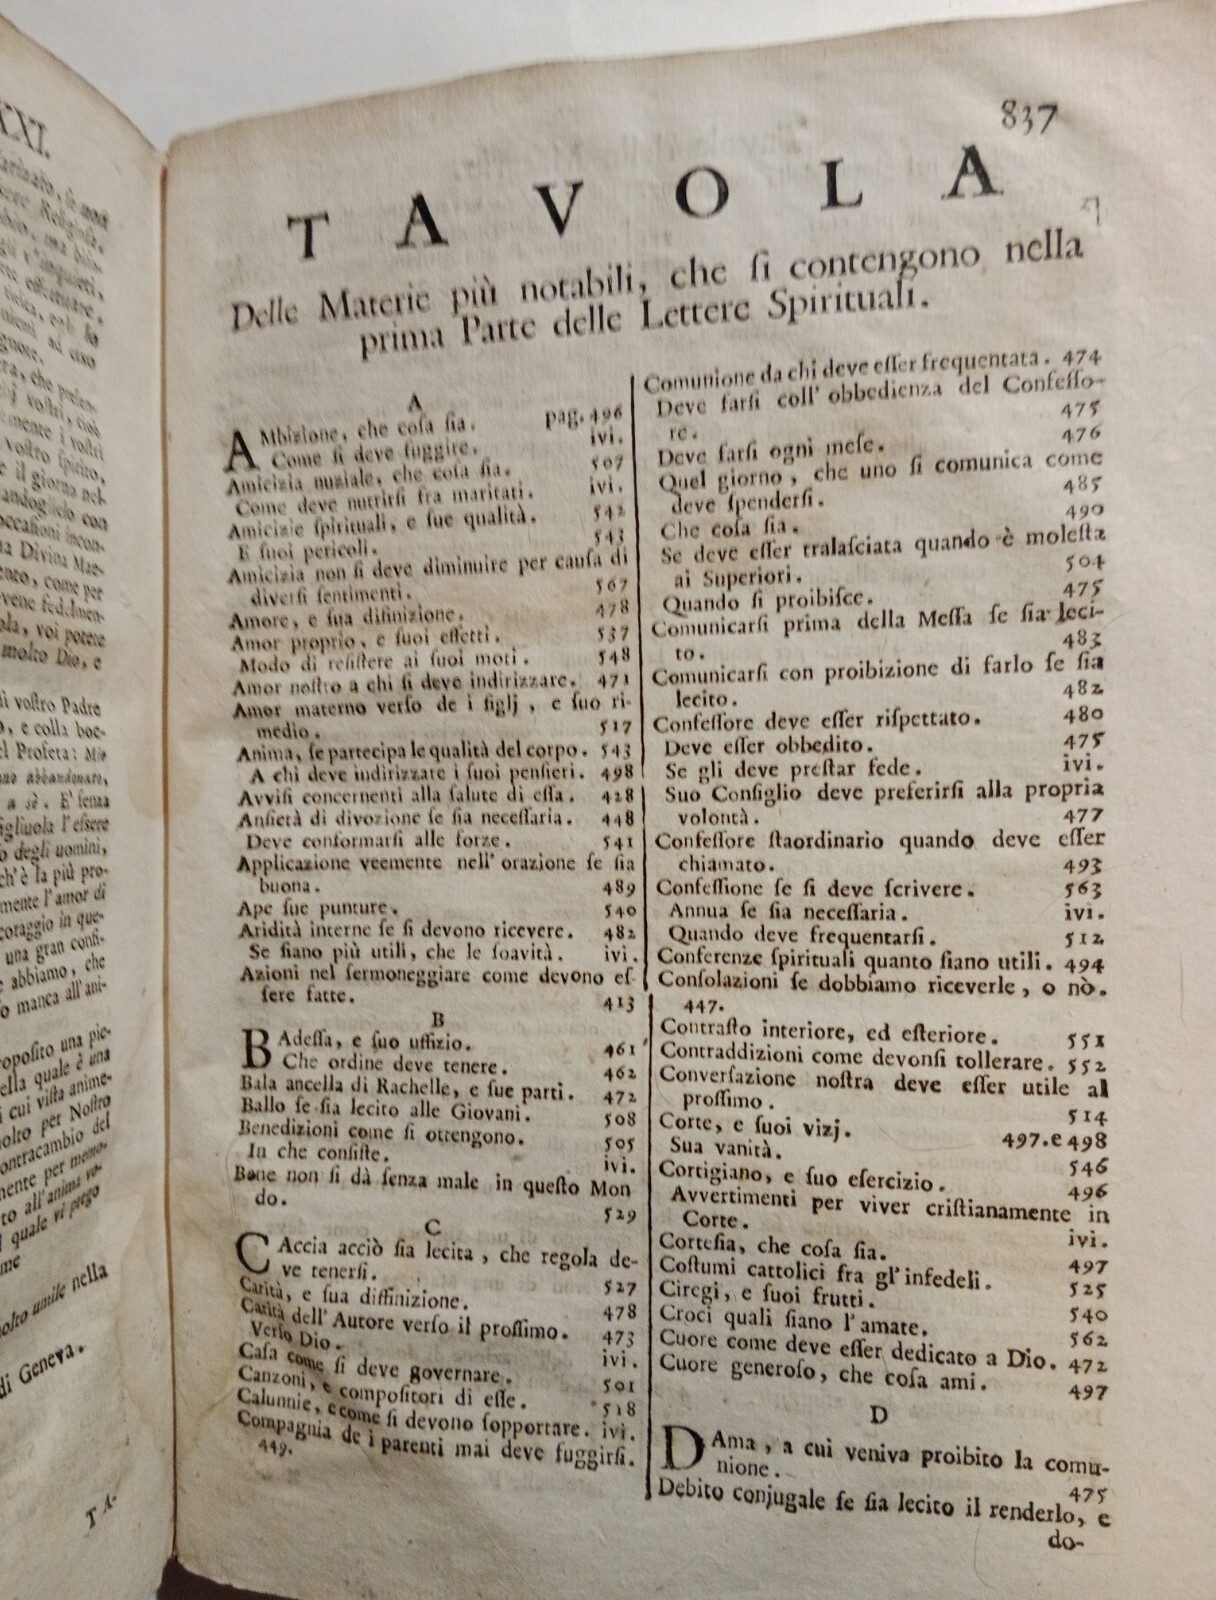 XXI.
837
TAVOLA
Delle Materie più notabili, che ſi contengono nella
prima Parte delle Lettere Spirituali.
A
AMbizione, che coſa ſia. pag. 496
Come ſi deve fuggire. ivi.
Amicizia nuziale, che coſa ſia. 507
Come deve nutrirſi fra maritati. ivi.
Amicizie ſpirituali, e ſue qualità. 542
E ſuoi pericoli. 543
Amicizia non ſi deve diminuire per cauſa di
diverſi ſentimenti. 567
Amore, e ſua difinizione. 478
Amor proprio, e ſuoi effetti. 537
Modo di reſiſtere ai ſuoi moti. 548
Amor noſtro a chi ſi deve indirizzare. 471
Amor materno verſo de i figlj, e ſuo ri-
medio. 517
Anima, ſe partecipa le qualità del corpo. 543
A chi deve indirizzare i ſuoi penſieri. 498
Avviſi concernenti alla ſalute di eſſa. 428
Anſietà di divozione ſe ſia neceſſaria. 448
Deve conformarſi alle forze. 541
Applicazione veemente nell' orazione ſe ſia
buona. 489
Ape ſue punture. 540
Aridità interne ſe ſi devono ricevere. 482
Se ſiano più utili, che le ſoavità. ivi.
Azioni nel ſermoneggiare come devono eſ-
ſere fatte. 413
B
BAdeſſa, e ſuo uffizio. 461
Che ordine deve tenere. 462
Bala ancella di Rachelle, e ſue parti. 472
Ballo ſe ſia lecito alle Giovani. 508
Benedizioni come ſi ottengono. 505
In che conſiſte. ivi.
Bene non ſi dà ſenza male in queſto Mon
do. 529
C
CAccia acciò ſia lecita, che regola de-
ve tenerſi. 527
Carità, e ſua diffinizione. 478
Carità dell' Autore verſo il proſſimo. 473
Verſo Dio. ivi.
Caſa come ſi deve governare. 501
Canzoni, e compoſitori di eſſe. 518
Calunnie, e come ſi devono ſopportare. ivi.
Compagnia de i parenti mai deve fuggirſi.
449.
Comunione da chi deve eſſer frequentata. 474
Deve farſi coll' obbedienza del Confeſſo-
re. 475
Deve farſi ogni meſe. 476
Quel giorno, che uno ſi comunica come
deve ſpenderſi. 485
Che coſa ſia. 490
Se deve eſſer tralaſciata quando è moleſta
ai Superiori. 504
Quando ſi proibiſce. 475
Comunicarſi prima della Meſſa ſe ſia leci-
to. 483
Comunicarſi con proibizione di farlo ſe ſia
lecito. 482
Confeſſore deve eſſer riſpettato. 480
Deve eſſer obbedito. 475
Se gli deve preſtar fede. ivi.
Suo Conſiglio deve preferirſi alla propria
volontà. 477
Confeſſore ſtaordinario quando deve eſſer
chiamato. 493
Confeſſione ſe ſi deve ſcrivere. 563
Annua ſe ſia neceſſaria. ivi.
Quando deve frequentarſi. 512
Conferenze ſpirituali quanto ſiano utili. 494
Conſolazioni ſe dobbiamo riceverle, o nò.
447.
Contraſto interiore, ed eſteriore. 551
Contraddizioni come devonſi tollerare. 552
Converſazione noſtra deve eſſer utile al
proſſimo. 514
Corte, e ſuoi vizj. 497. e 498
Sua vanità. 546
Cortigiano, e ſuo eſercizio. 496
Avvertimenti per viver criſtianamente in
Corte. ivi.
Corteſia, che coſa ſia. 497
Coſtumi cattolici fra gl' infedeli. 525
Ciregi, e ſuoi frutti. 540
Croci quali ſiano l' amate. 562
Cuore come deve eſſer dedicato a Dio. 472
Cuore generoſo, che coſa ami. 497
D
DAma, a cui veniva proibito la comu-
nione. 475
Debito conjugale ſe ſia lecito il renderlo, e
do-
di Geneva.
TA-